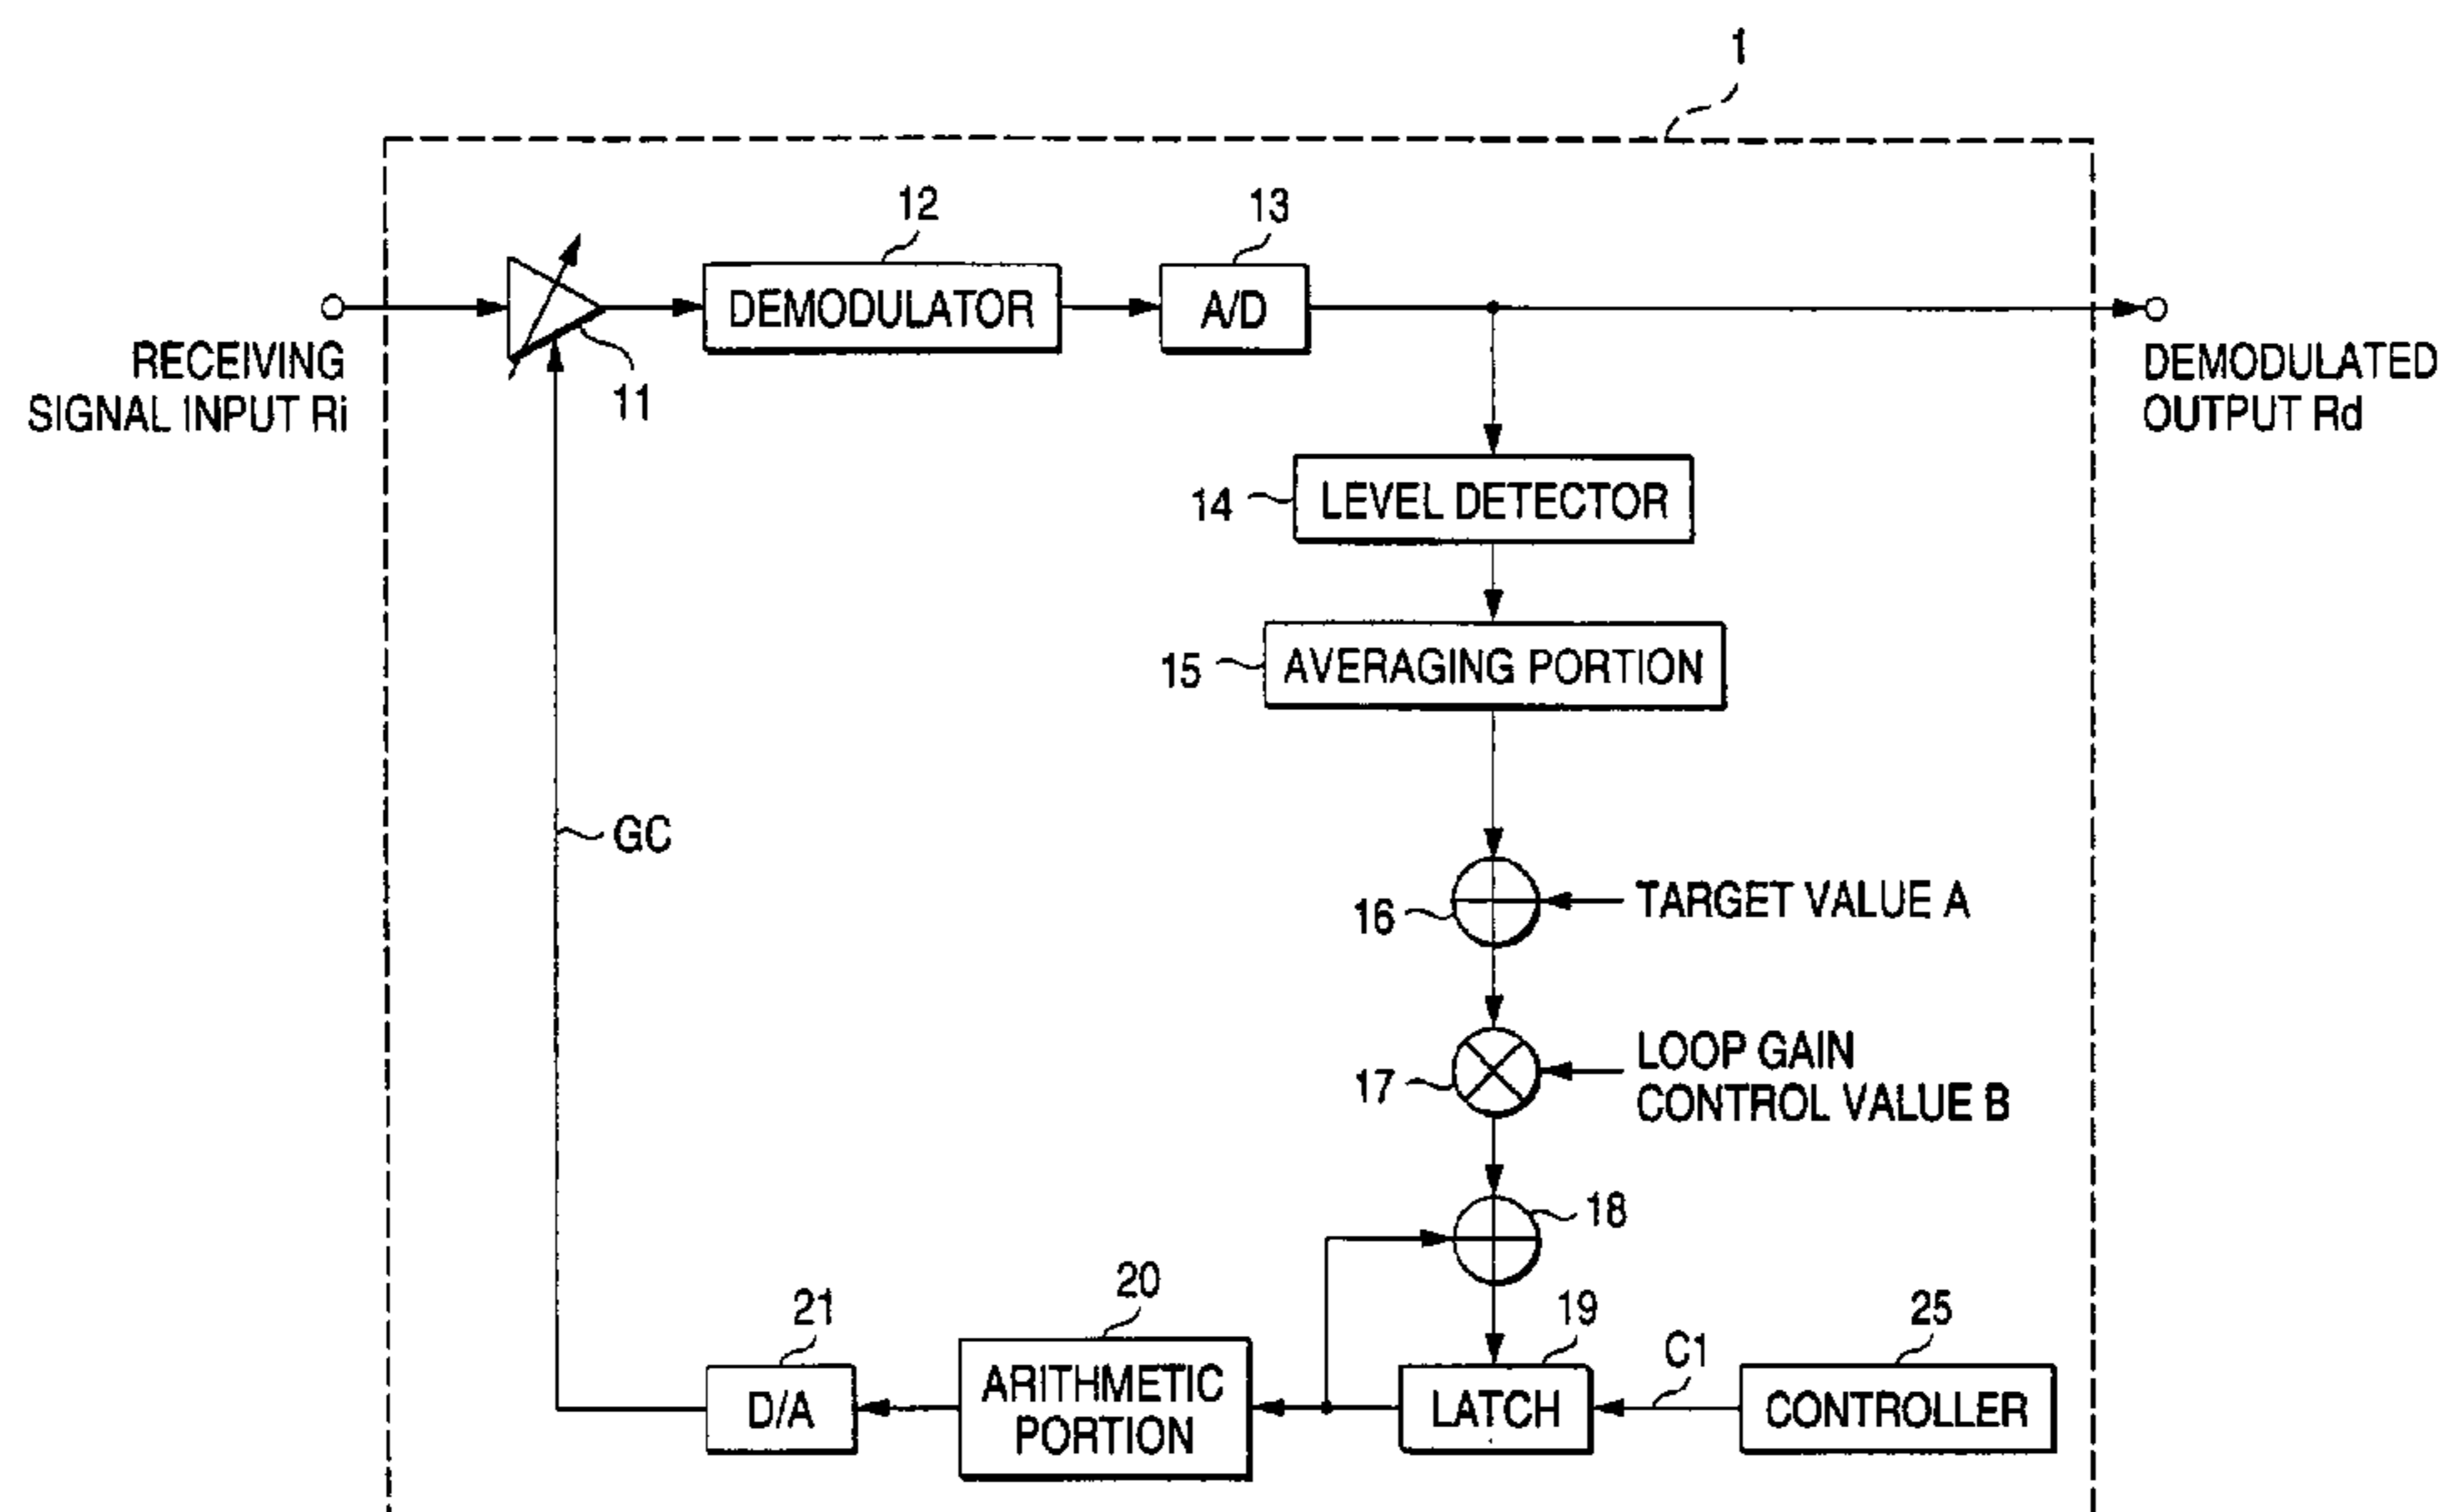 1
12
13
DEMODULATOR
A/D
RECEIVING
SIGNAL INPUT Ri
11
DEMODULATED
OUTPUT Rd
14
LEVEL DETECTOR
15
AVERAGING PORTION
GC
16
TARGET VALUE A
17
LOOP GAIN
CONTROL VALUE B
18
21
20
19
C1
25
D/A
ARITHMETIC
PORTION
LATCH
CONTROLLER